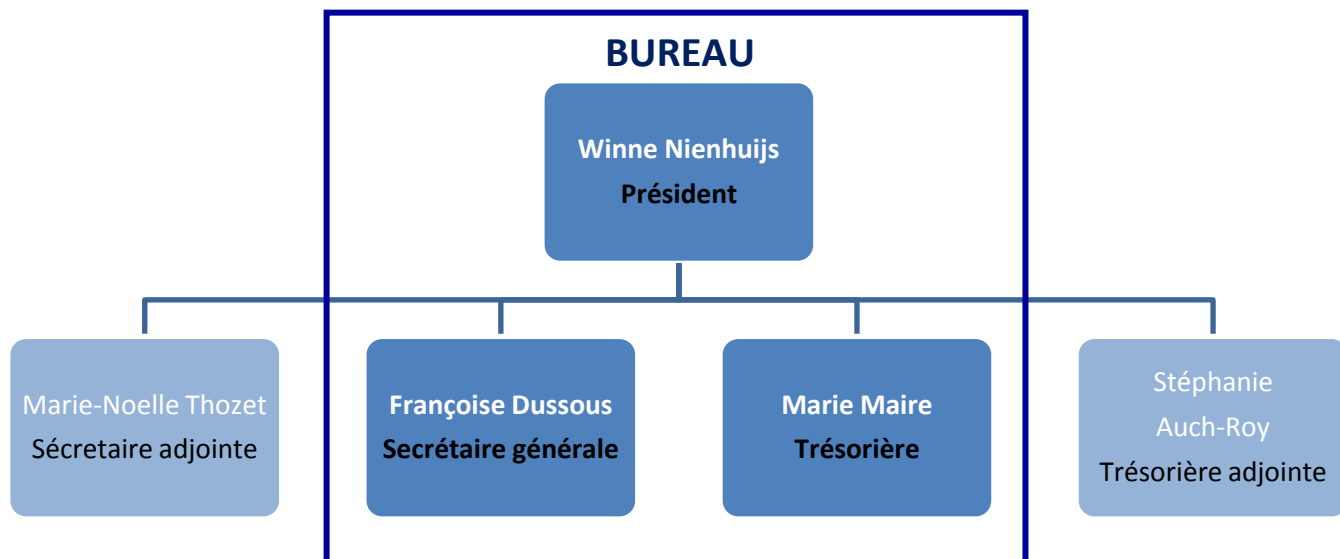 BUREAU
Winne Nienhuijs
Président
Marie-Noelle Thozet
Sécretaire adjointe
Françoise Dussous
Secrétaire générale
Marie Maire
Trésorière
Stéphanie
Auch-Roy
Trésorière adjointe